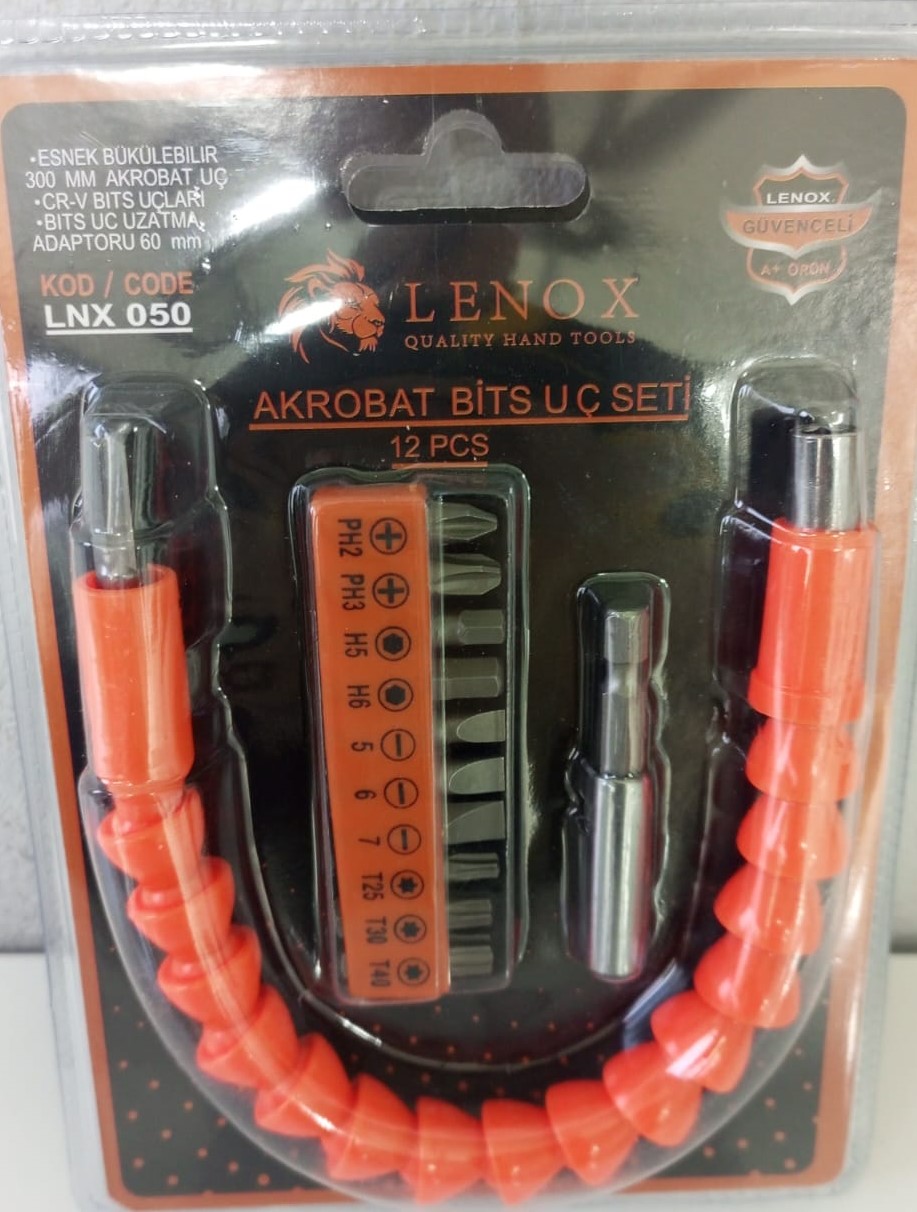 •ESNEK BÜKÜLEBILIR
300 MM AKROBAT UÇ
•CR-V BITS UÇLARI
•BITS UC UZATMA
ADAPTORU 60 mm
KOD / CODE
LNX 050
LENOX
GÜVENCELİ
A+ ÜRÜN
LENOX
QUALITY HAND TOOLS
AKROBAT BİTS UÇ SETİ
12 PCS
PH2
PH3
H5
H6
5
6
7
T25
T30
T40